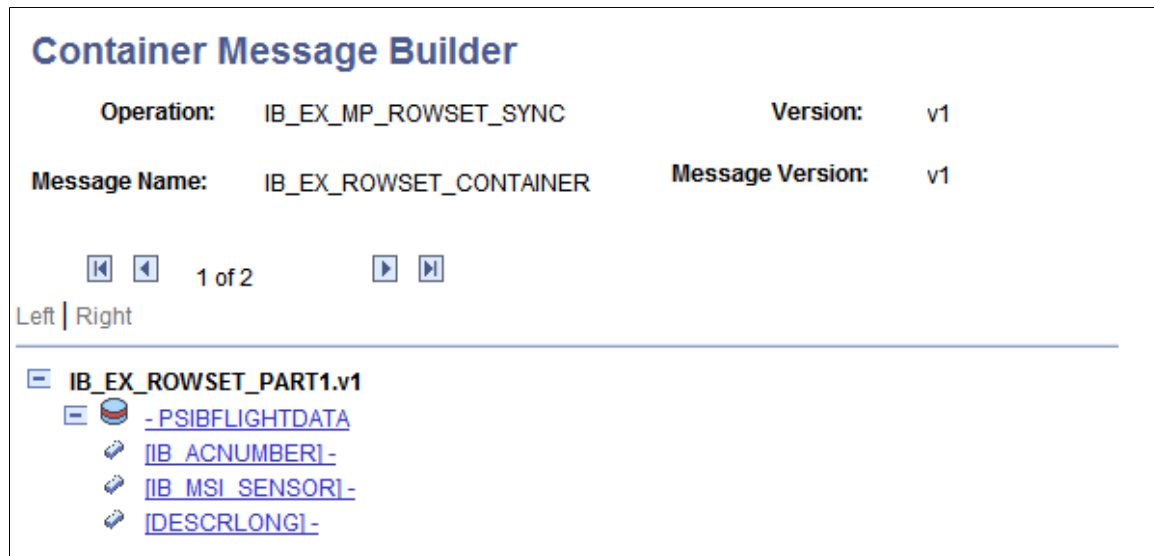 Container Message Builder
Operation: IB_EX_MP_ROWSET_SYNC Version: v1
Message Name: IB_EX_ROWSET_CONTAINER Message Version: v1
1 of 2
Left | Right
IB_EX_ROWSET_PART1.v1
- PSIBFLIGHTDATA
[IB_ACNUMBER] -
[IB_MSI_SENSOR] -
[DESCRLONG] -